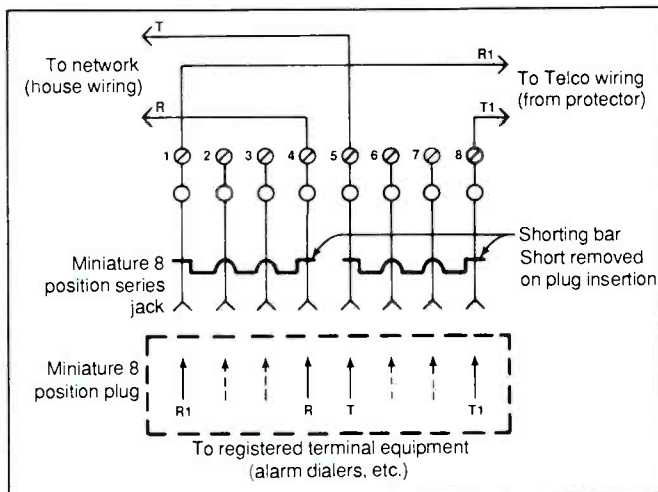 T
To network
(house wiring)
R1
To Telco wiring
(from protector)
R
T1
1 2 3 4 5 6 7 8
Shorting bar
Short removed
on plug insertion
Miniature 8
position series
jack
Miniature 8
position plug
R1 R T T1
To registered terminal equipment
(alarm dialers, etc.)